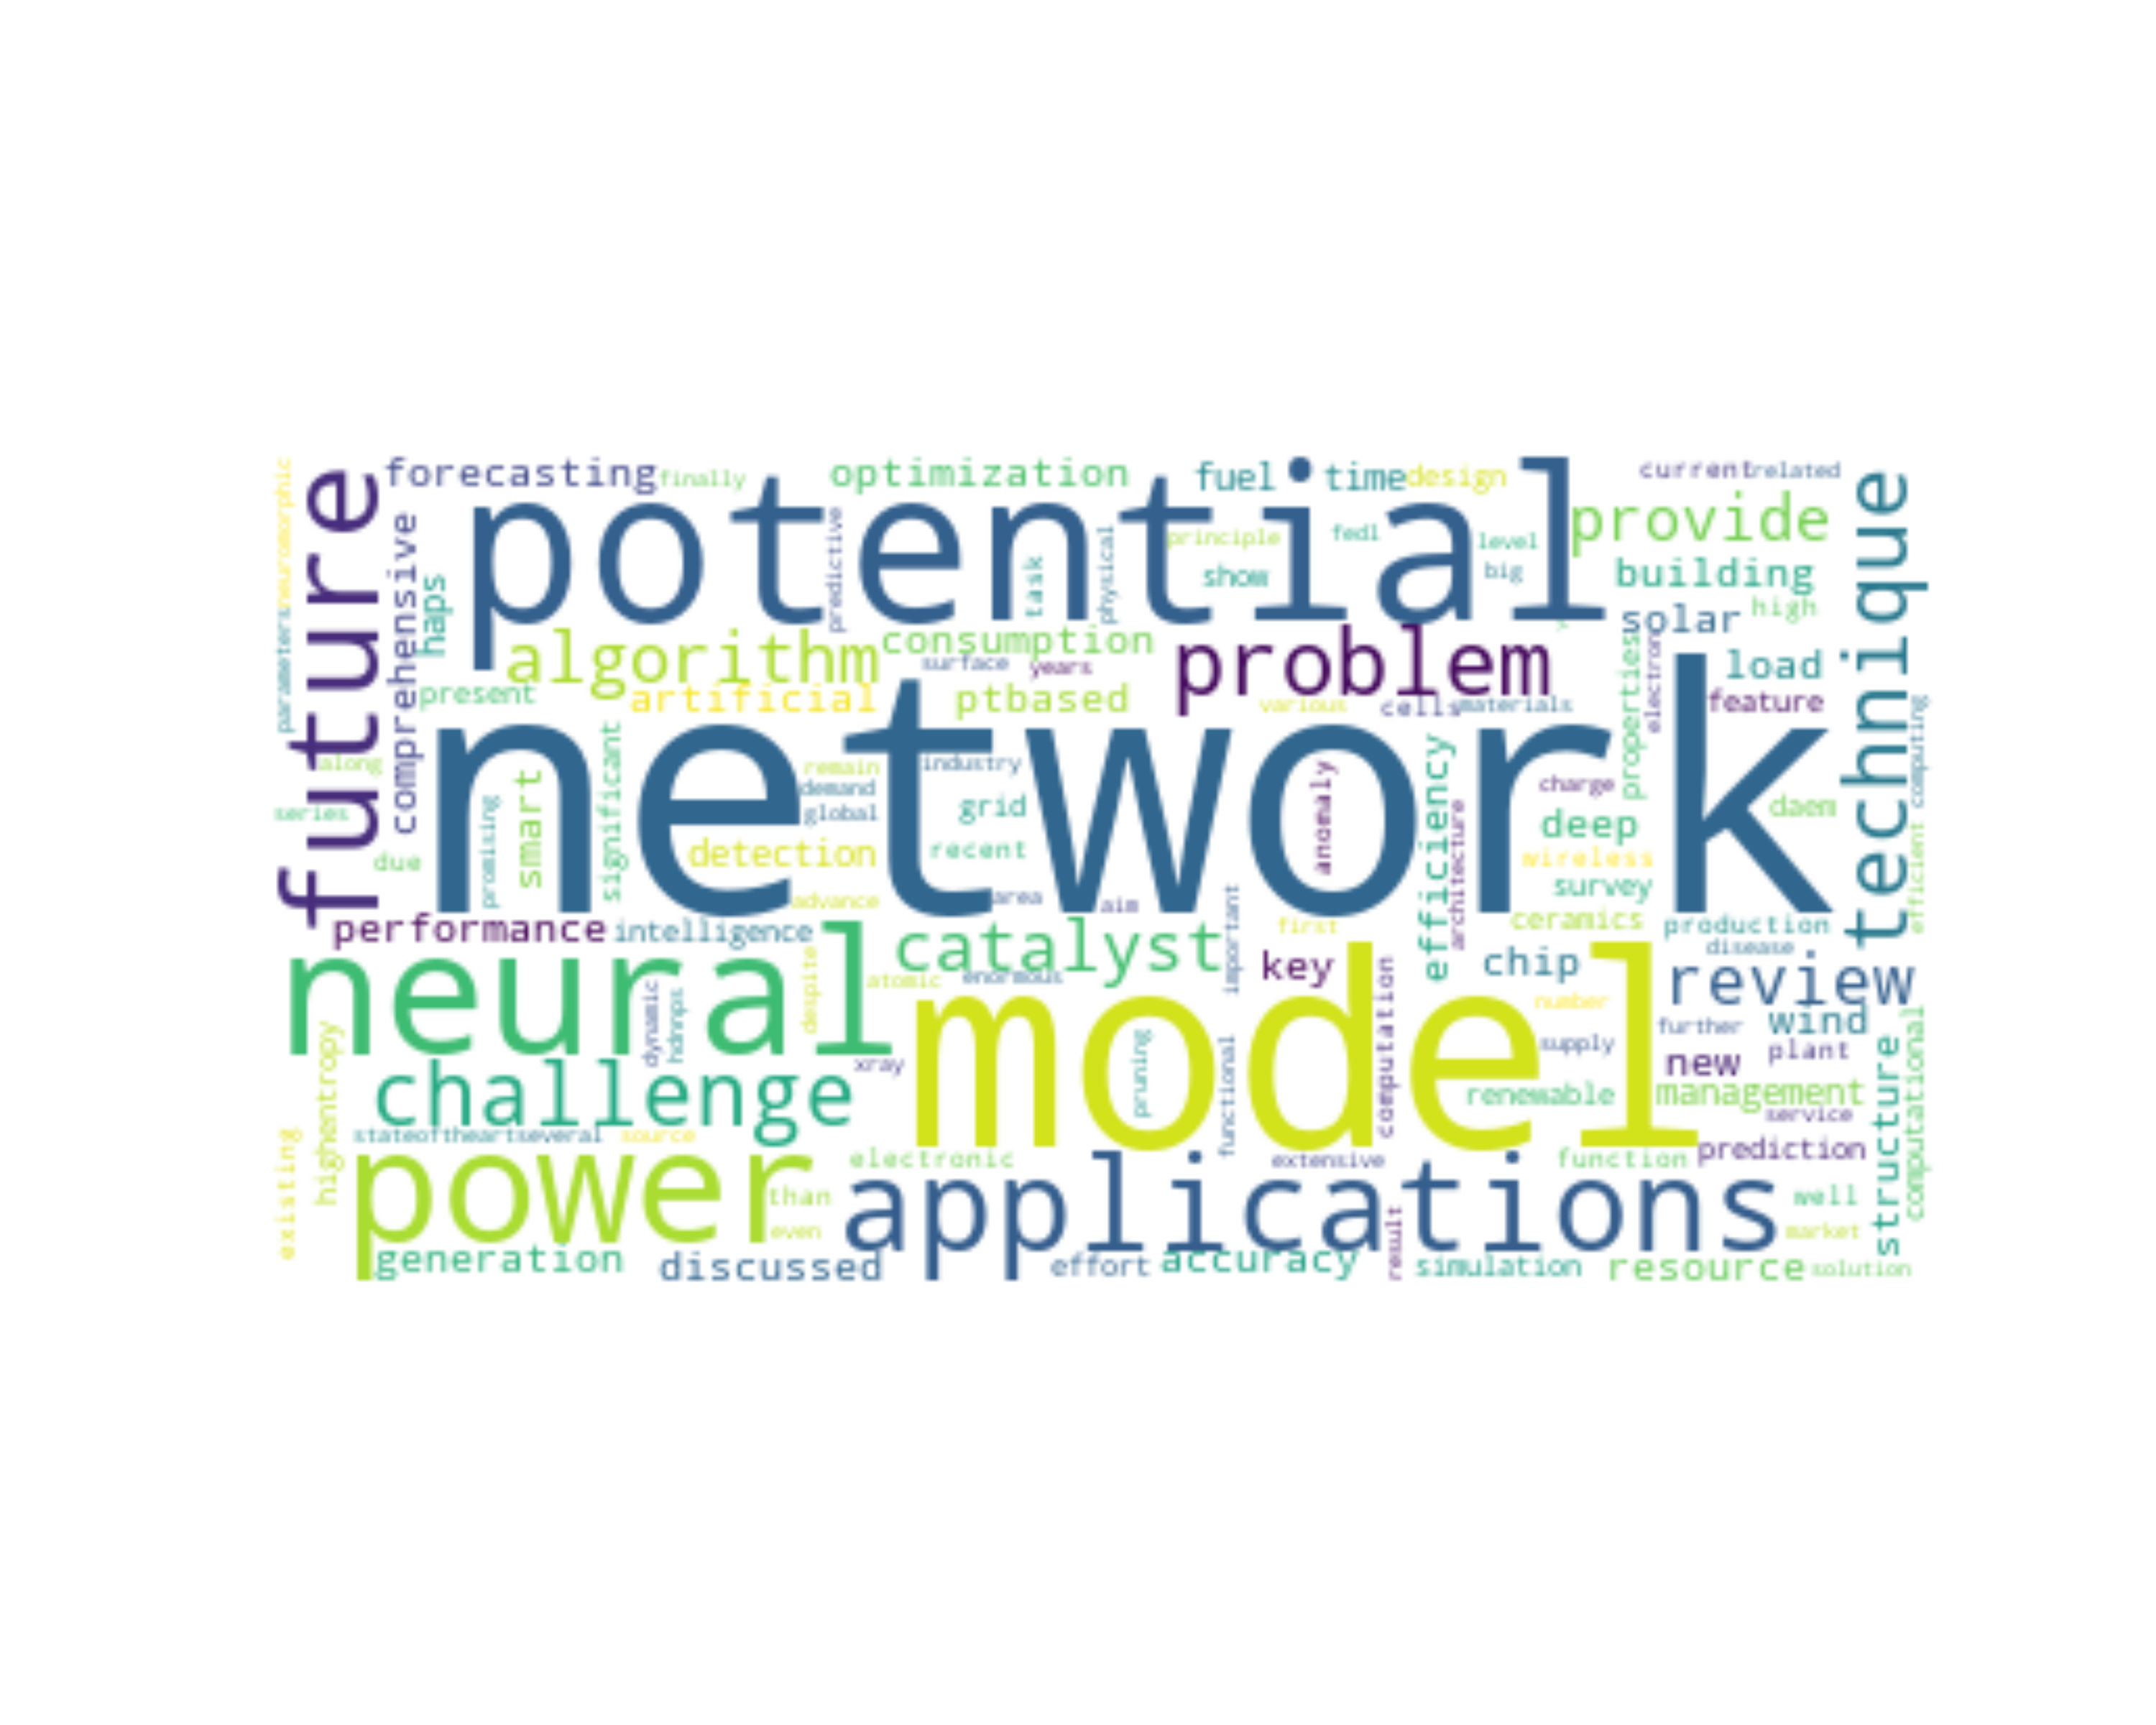 neuromorphic
future
forecasting
finally
optimization
fuel
time
design
current
related
technique
potential
provide
comprehensive
haps
predictive
task
physical
principle
show
fedl
level
big
building
solar
high
parameters
algorithm
consumption
surface
years
problem
load
present
artificial
ptbased
various
cells
materials
properties
electron
feature
computing
network
along
series
due
promising
smart
significant
remain
demand
global
industry
grid
recent
detection
anomaly
efficiency
architecture
charge
deep
daem
wireless
survey
efficient
advance
area
aim
important
first
ceramics
production
disease
performance
intelligence
catalyst
key
chip
review
neural
despite
atomic
enormous
number
dynamic
hdnnps
model
computation
further
wind
computational
highentropy
xray
pruning
functional
supply
new
plant
structure
challenge
renewable
management
service
existing
stateoftheart
several
source
electronic
extensive
function
prediction
power
than
even
applications
well
market
generation
discussed
effort
accuracy
result
simulation
resource
solution